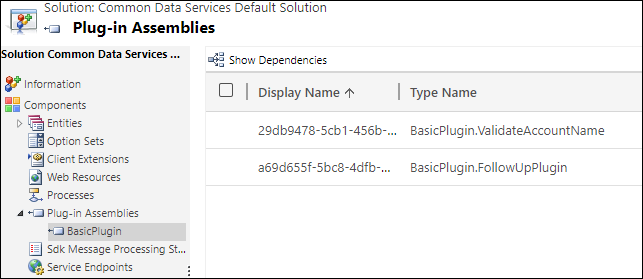 Solution: Common Data Services Default Solution
Plug-in Assemblies
Solution Common Data Services ...
Information
Components
Entities
Option Sets
Client Extensions
Web Resources
Processes
Plug-in Assemblies
BasicPlugin
Sdk Message Processing St...
Service Endpoints
Show Dependencies
Display Name Type Name
29db9478-5cb1-456b-... BasicPlugin.ValidateAccountName
a69d655f-5bc8-4dfb-... BasicPlugin.FollowUpPlugin